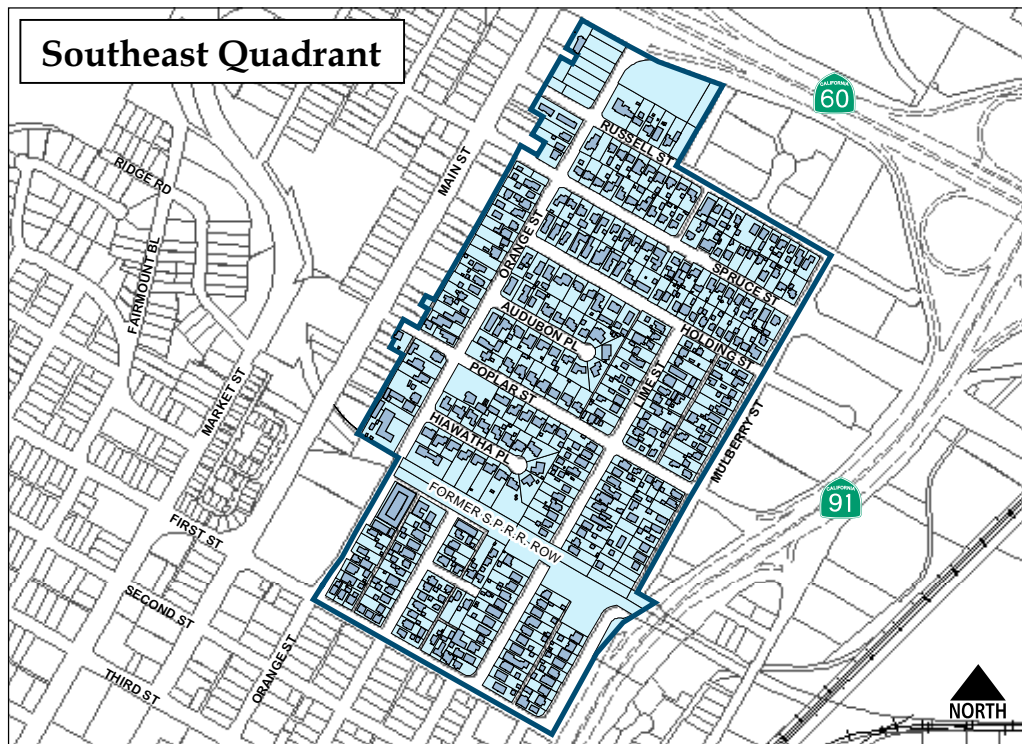 Southeast Quadrant
CALIFORNIA
60
RUSSELL ST
RIDGE RD
MAIN ST
ORANGE ST
FAIRMOUNT BL
SPRUCE ST
AUDUBON PL
HOLDING ST
LIME ST
POPLAR ST
MARKET ST
HIAWATHA PL
MULBERRY ST
CALIFORNIA
91
FORMER S.P.R.R. ROW
FIRST ST
SECOND ST
ORANGE ST
THIRD ST
NORTH